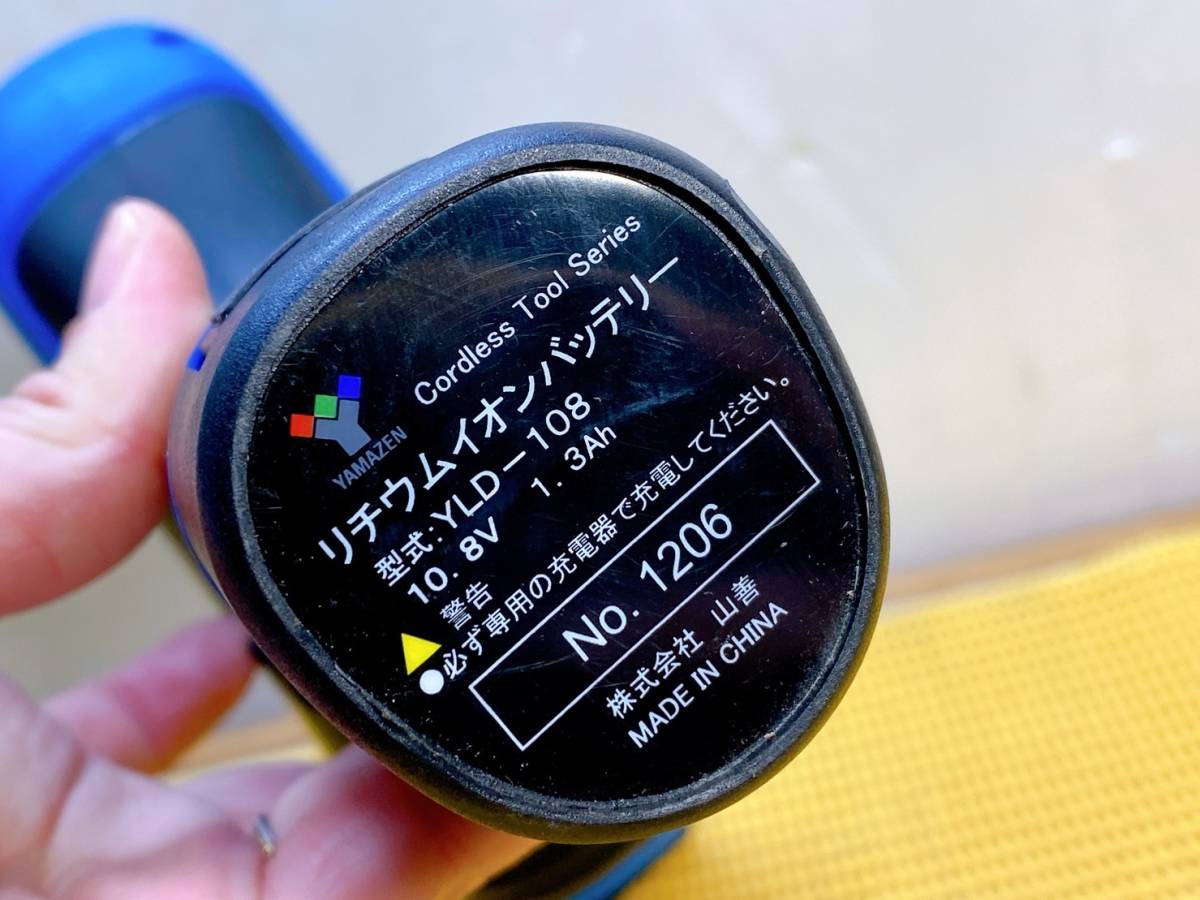 YAMAZEN
Cordless Tool Series
リチウムイオンバッテリー
型式:YLD-108
10.8V 1.3Ah
警告
●必ず専用の充電器で充電してください。
No. 1206
株式会社 山善
MADE IN CHINA